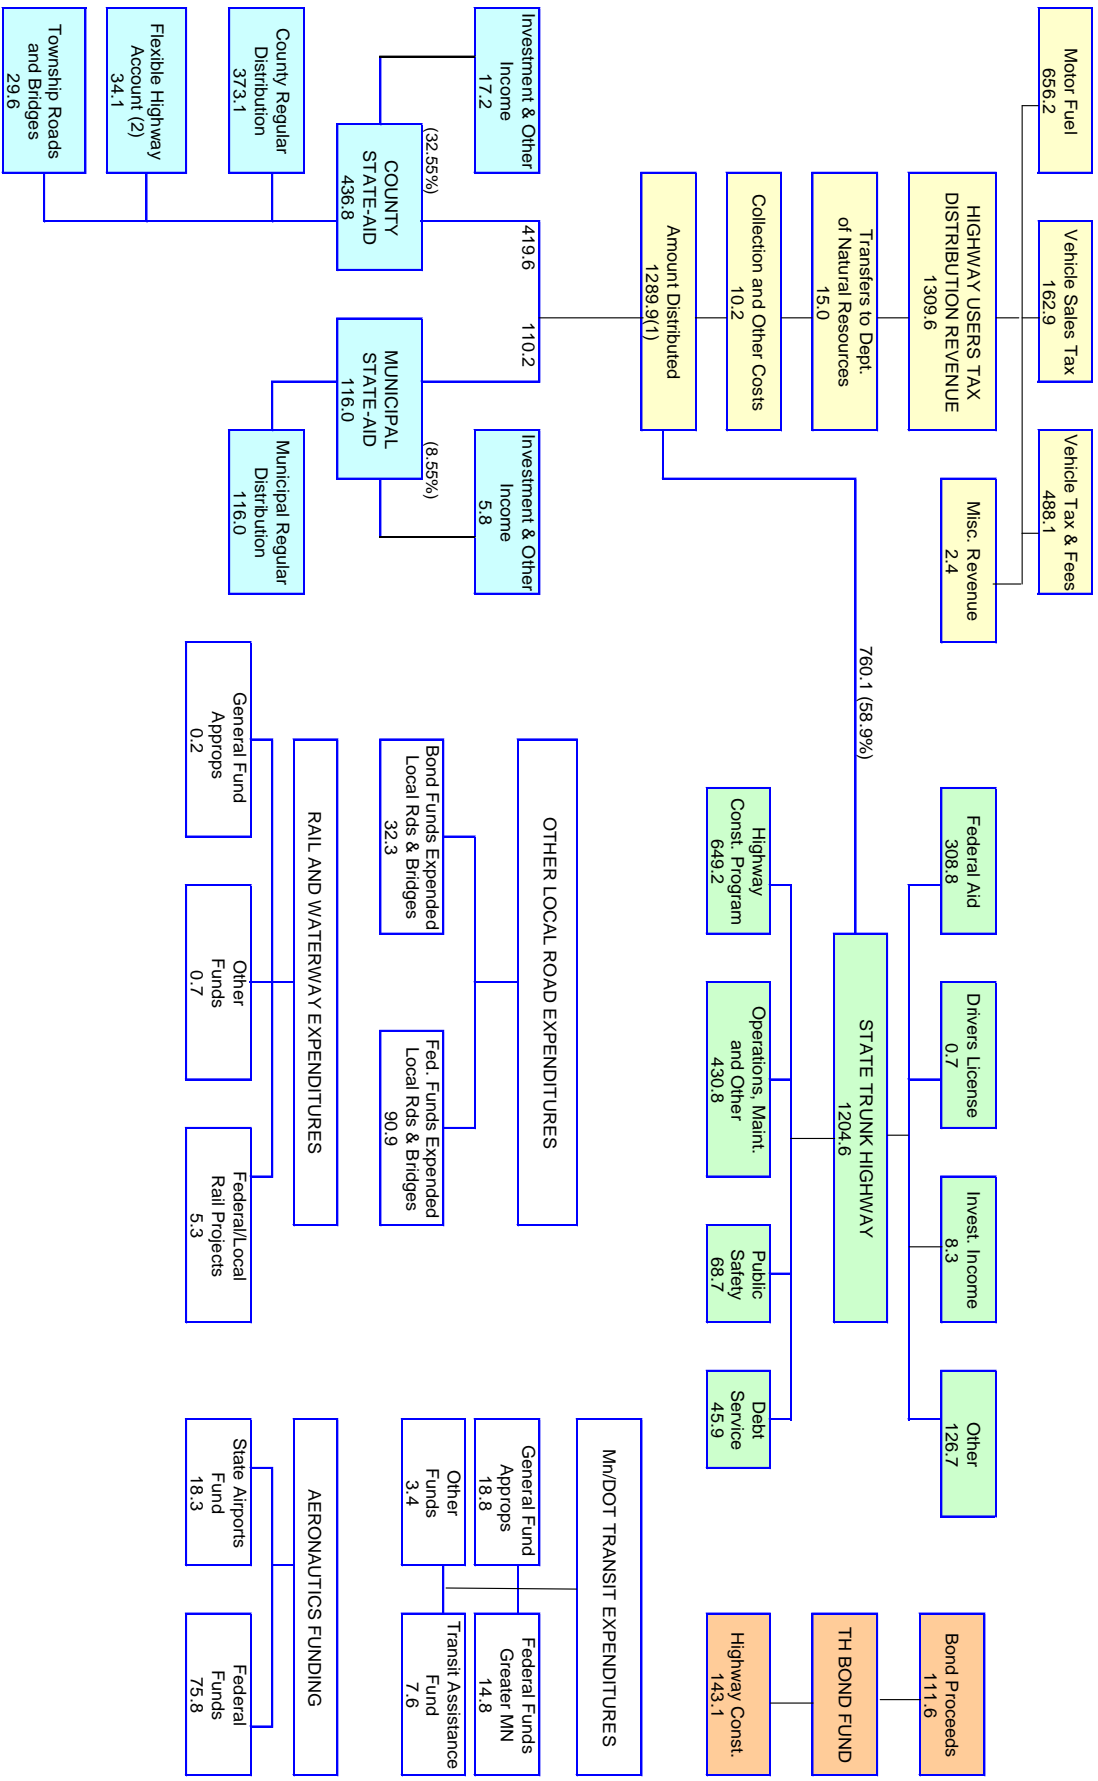 Motor Fuel
656.2
Vehicle Sales Tax
162.9
Vehicle Tax & Fees
488.1
Misc. Revenue
2.4
HIGHWAY USERS TAX
DISTRIBUTION REVENUE
1309.6
Transfers to Dept.
of Natural Resources
15.0
Collection and Other Costs
10.2
Amount Distributed
1289.9(1)
760.1 (58.9%)
419.6
110.2
Investment & Other
Income
17.2
(32.55%)
COUNTY
STATE-AID
436.8
County Regular
Distribution
373.1
Flexible Highway
Account (2)
34.1
Township Roads
and Bridges
29.6
Investment & Other
Income
5.8
(8.55%)
MUNICIPAL
STATE-AID
116.0
Municipal Regular
Distribution
116.0
Federal Aid
308.8
Drivers License
0.7
Invest. Income
8.3
Other
126.7
STATE TRUNK HIGHWAY
1204.6
Highway
Const. Program
649.2
Operations, Maint.
and Other
430.8
Public
Safety
68.7
Debt
Service
45.9
Bond Proceeds
111.6
TH BOND FUND
Highway Const.
143.1
OTHER LOCAL ROAD EXPENDITURES
Bond Funds Expended
Local Rds & Bridges
32.3
Fed. Funds Expended
Local Rds & Bridges
90.9
RAIL AND WATERWAY EXPENDITURES
General Fund
Approps
0.2
Other
Funds
0.7
Federal/Local
Rail Projects
5.3
Mn/DOT TRANSIT EXPENDITURES
General Fund
Approps
18.8
Federal Funds
Greater MN
14.8
Other
Funds
3.4
Transit Assistance
Fund
7.6
AERONAUTICS FUNDING
State Airports
Fund
18.3
Federal
Funds
75.8